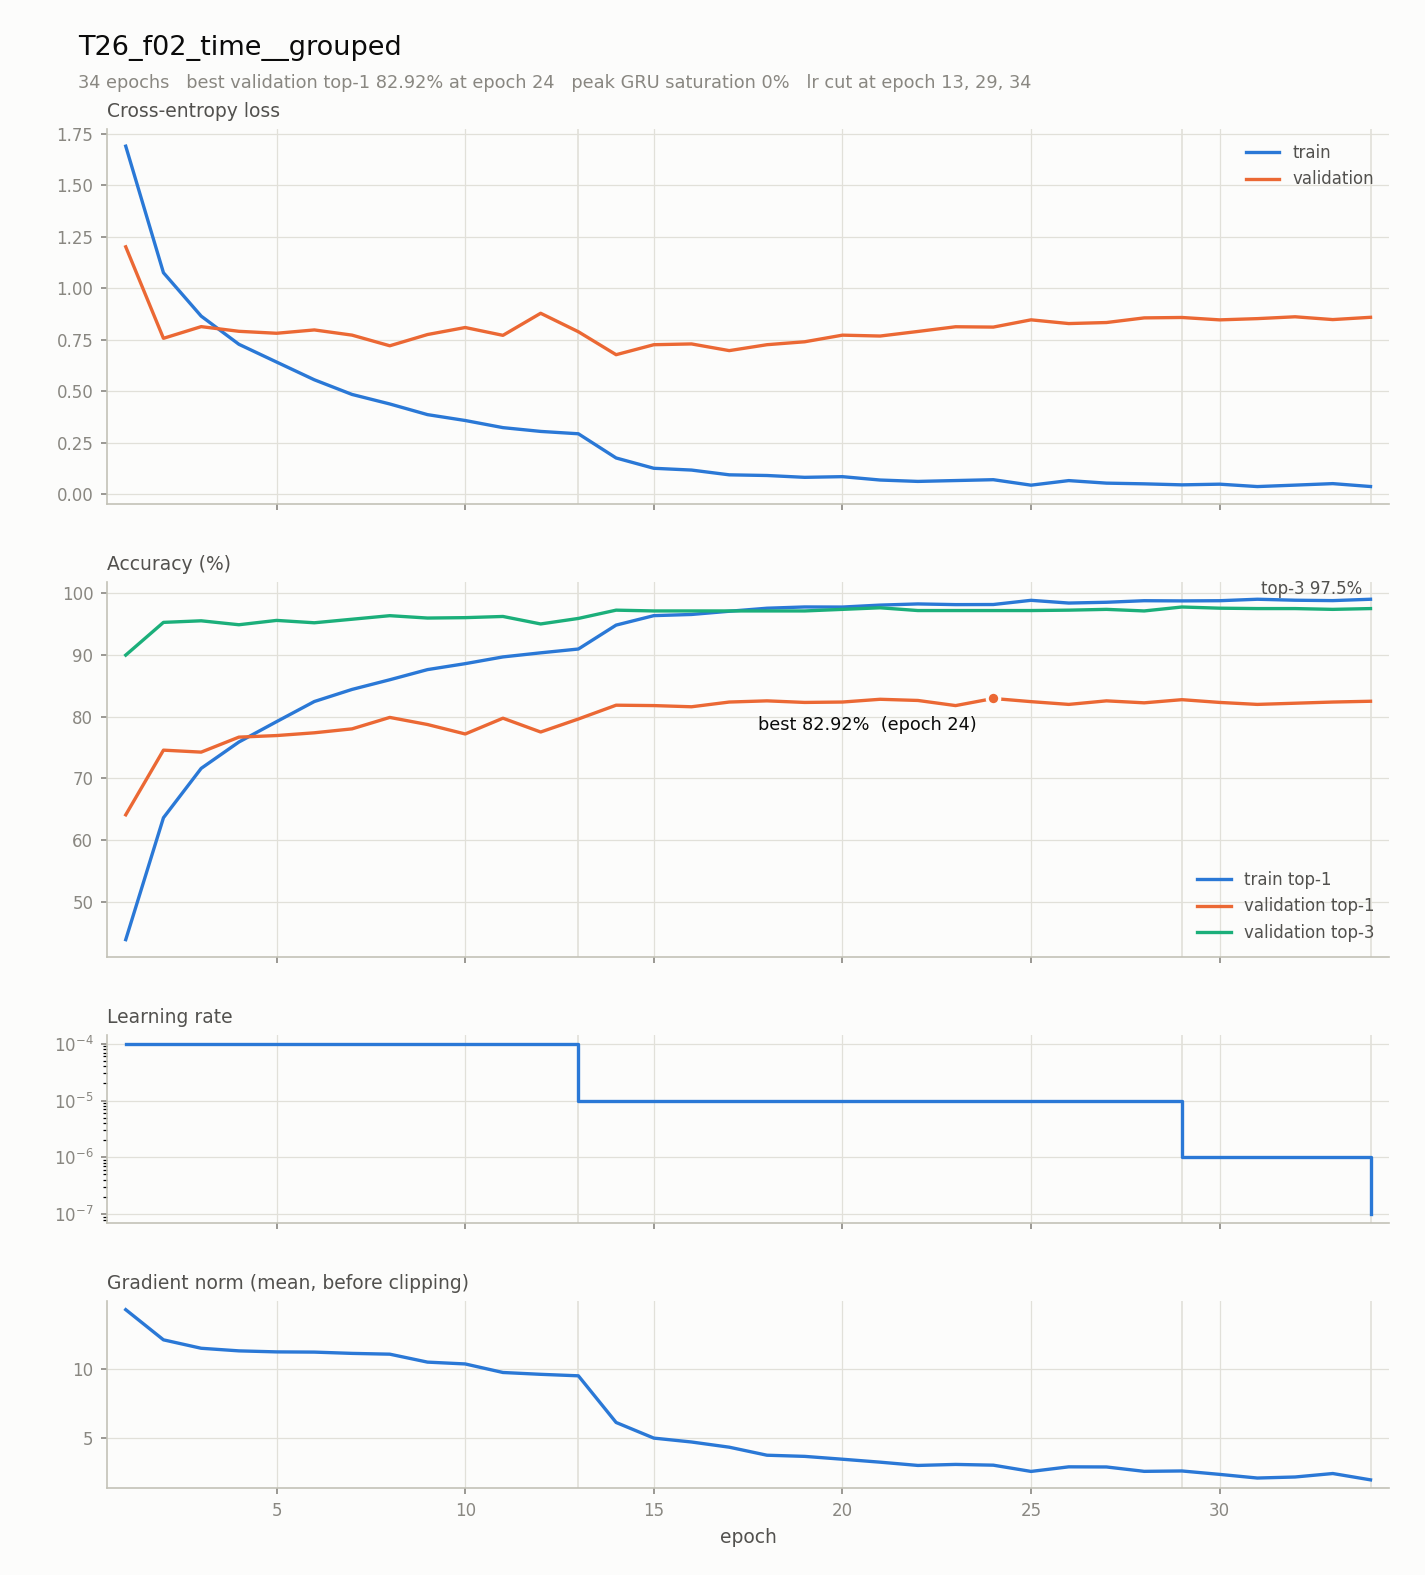 T26_f02_time__grouped
34 epochs   best validation top-1 82.92% at epoch 24   peak GRU saturation 0%   lr cut at epoch 13, 29, 34
Cross-entropy loss
1.75
1.50
1.25
1.00
0.75
0.50
0.25
0.00
train
validation
Accuracy (%)
100
90
80
70
60
50
top-3 97.5%
best 82.92%  (epoch 24)
train top-1
validation top-1
validation top-3
Learning rate
10⁻⁴
10⁻⁵
10⁻⁶
10⁻⁷
Gradient norm (mean, before clipping)
10
5
5 10 15 20 25 30
epoch